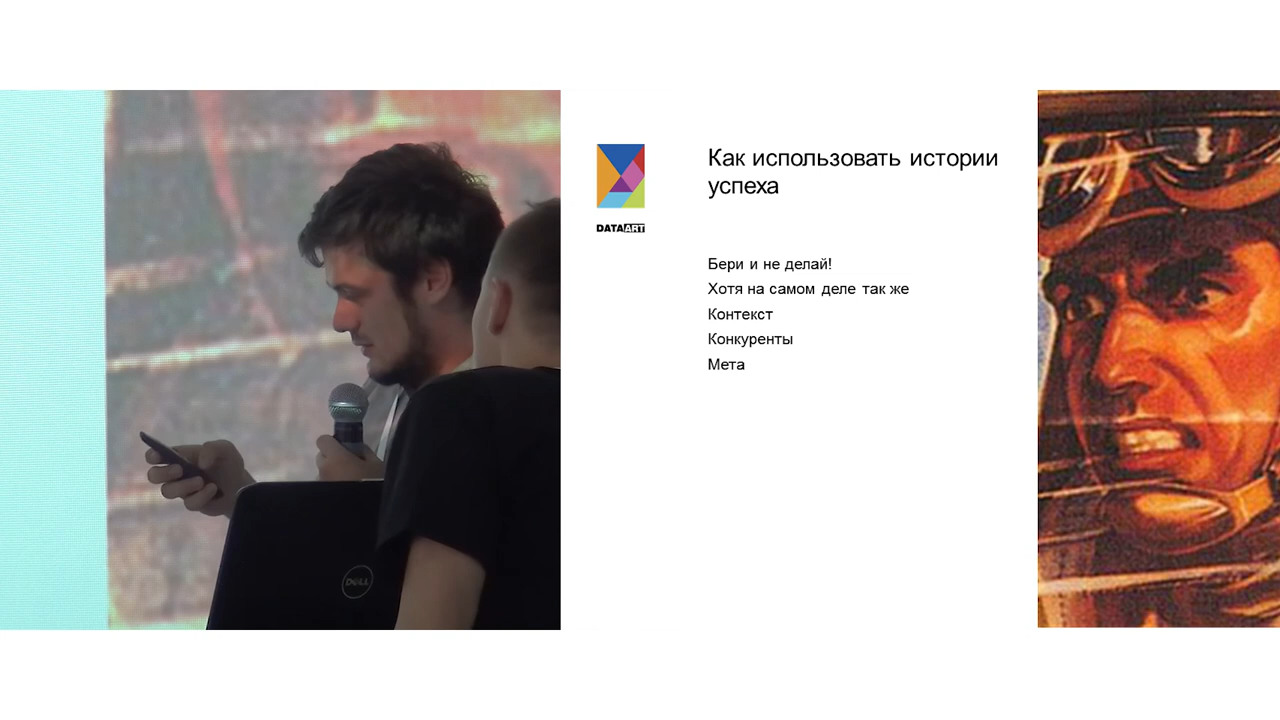 DATAART
Как использовать истории
успеха
Бери и не делай!
Хотя на самом деле так же
Контекст
Конкуренты
Мета
DELL